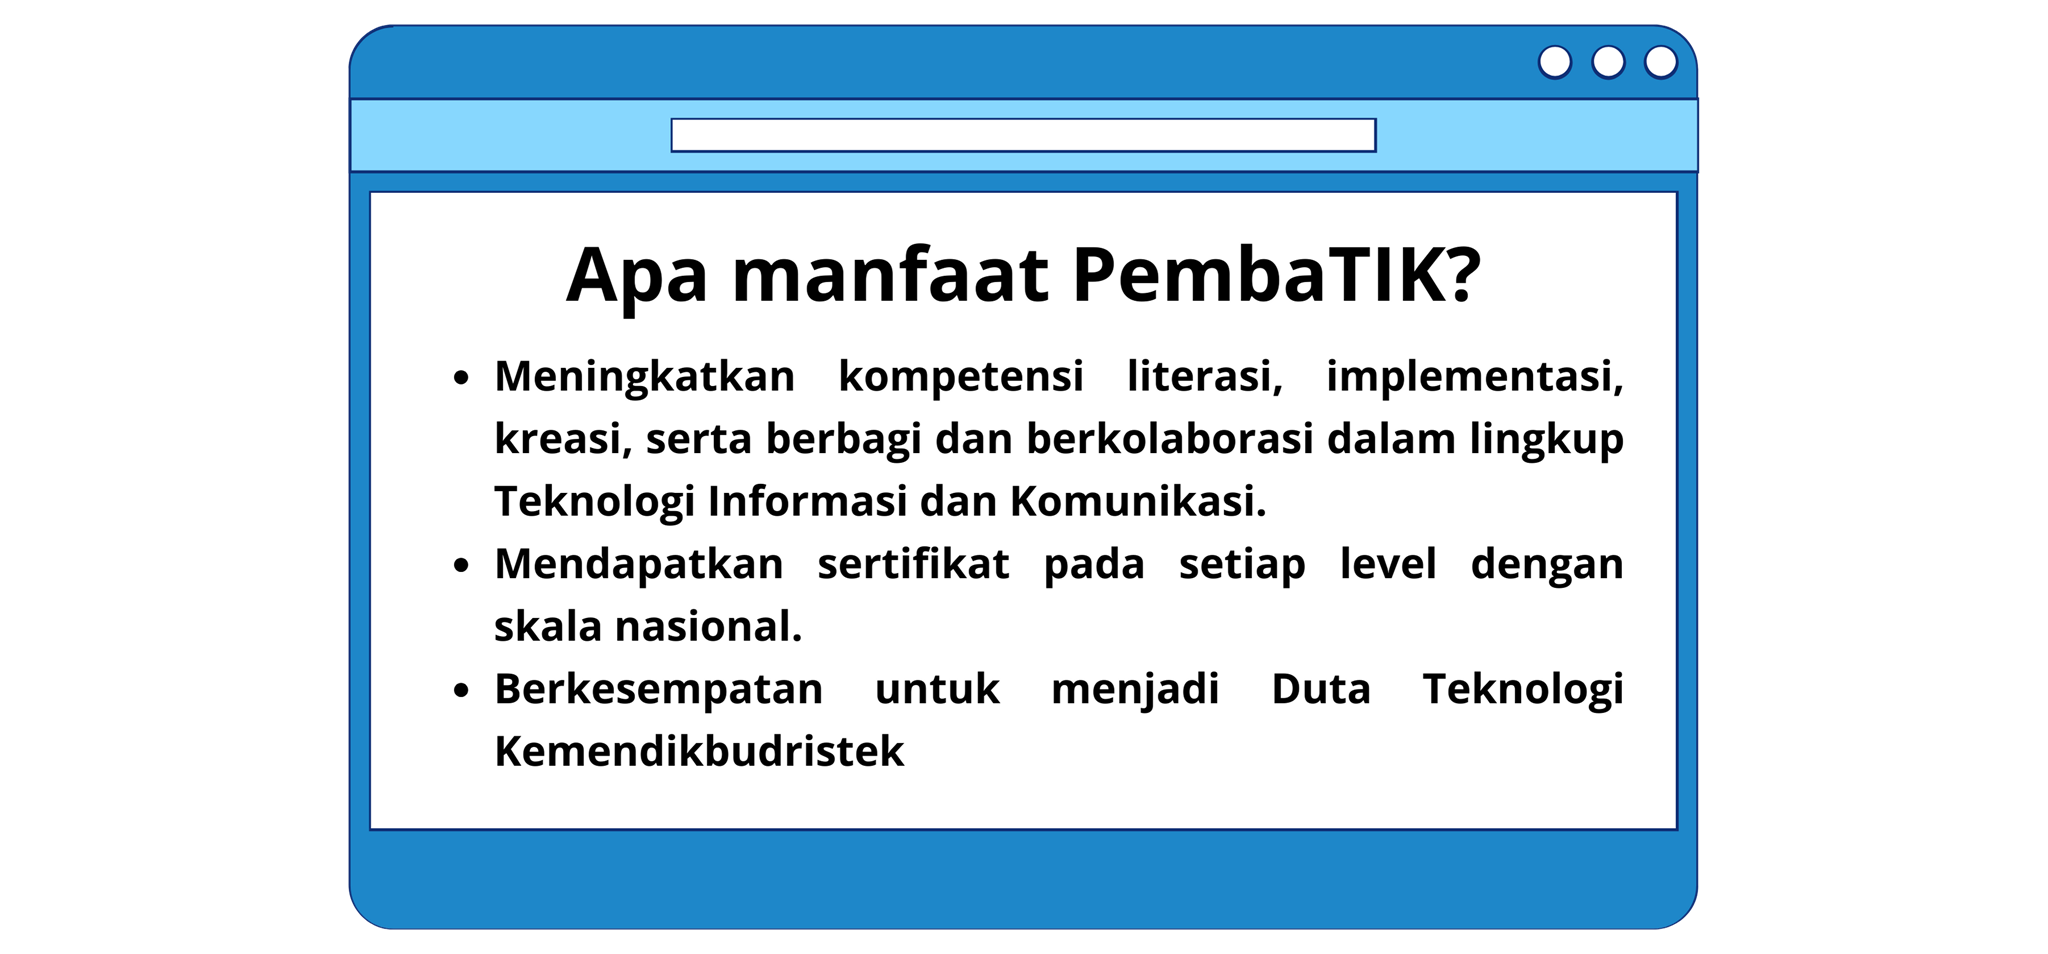 Apa manfaat PembaTIK?
• Meningkatkan kompetensi literasi, implementasi,
kreasi, serta berbagi dan berkolaborasi dalam lingkup
Teknologi Informasi dan Komunikasi.
• Mendapatkan sertifikat pada setiap level dengan
skala nasional.
• Berkesempatan untuk menjadi Duta Teknologi
Kemendikbudristek